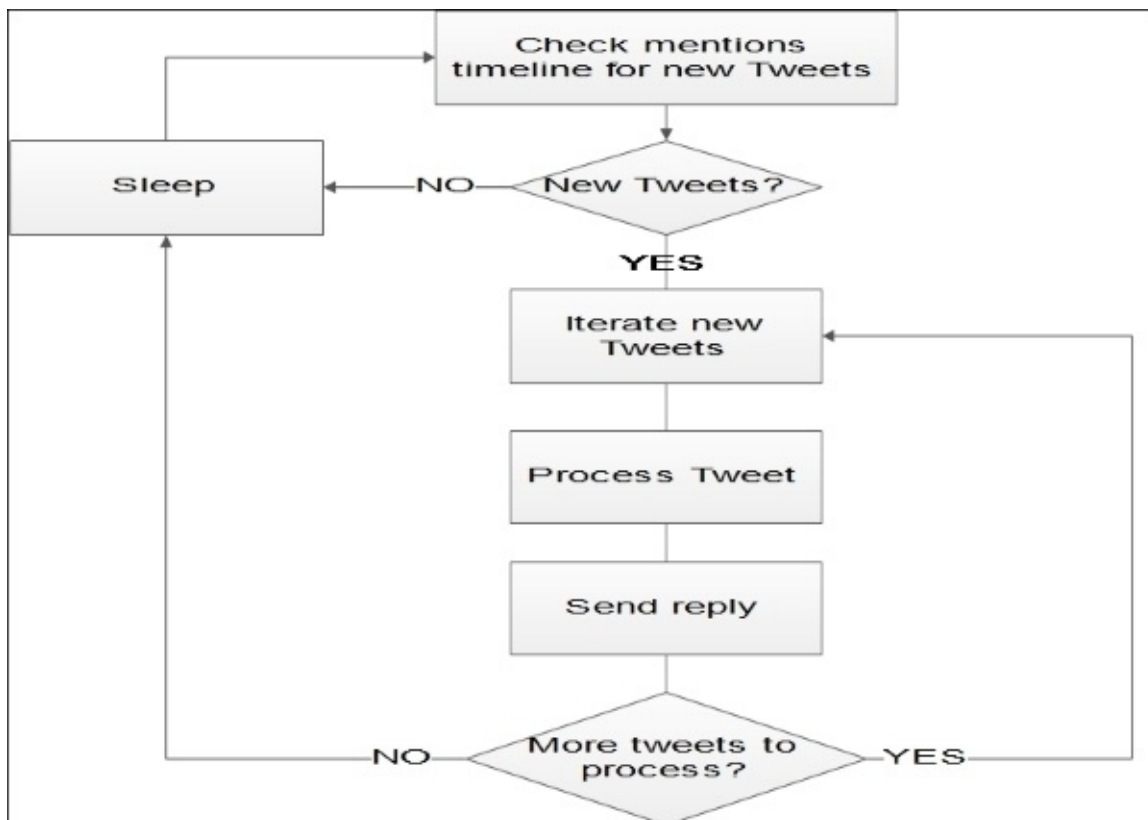 Check mentions
timeline for new Tweets
Sleep
NO
New Tweets?
YES
Iterate new
Tweets
Process Tweet
Send reply
NO
More tweets to
process?
YES